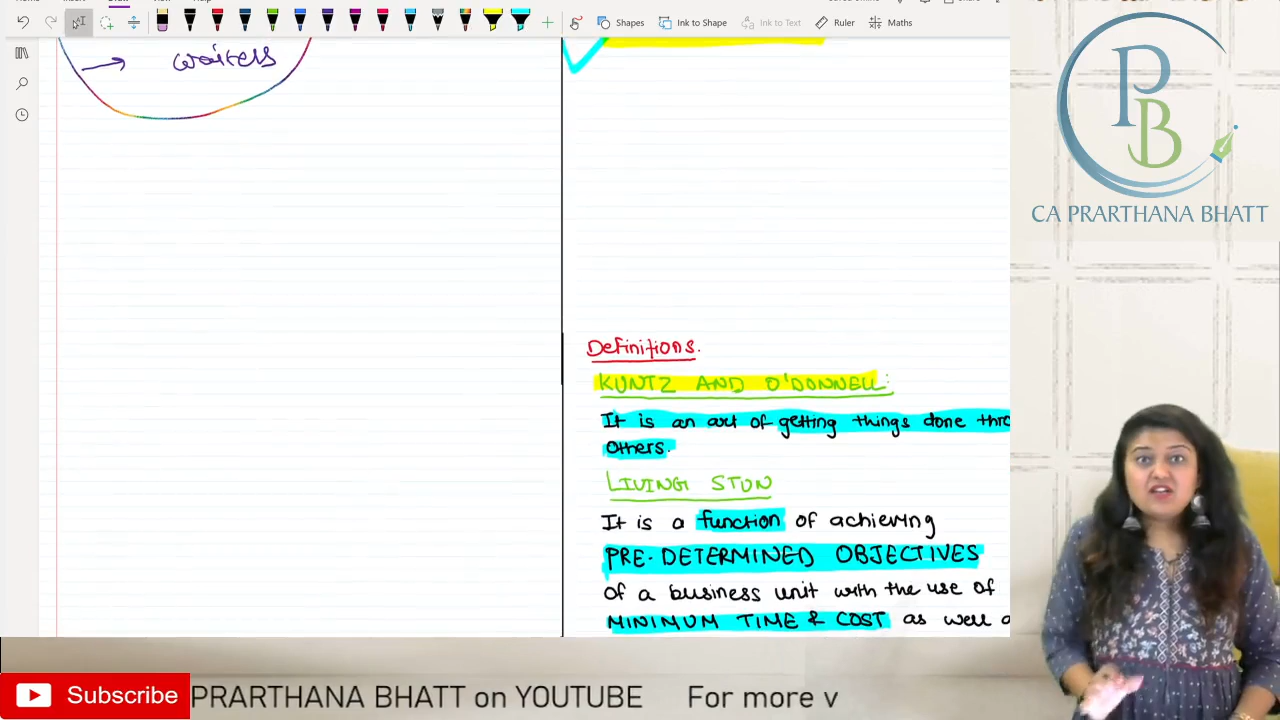 Shapes
Ink to Shape
Ink to Text
Ruler
Maths
waiters
Definitions.
KUNTZ AND O'DONNELL:
It is an art of getting things done thro
others.
LIVING STUN
It is a function of achieving
PRE-DETERMINED OBJECTIVES
of a business unit with the use of
MINIMUM TIME & COST as well a
PB
CA PRARTHANA BHATT
Subscribe
PRARTHANA BHATT on YOUTUBE For more v